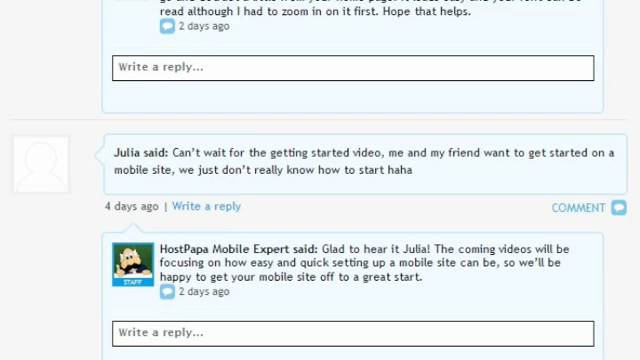 read although I had to zoom in on it first. Hope that helps.
2 days ago
Write a reply...
Julia said: Can't wait for the getting started video, me and my friend want to get started on a
mobile site, we just don't really know how to start haha
4 days ago | Write a reply
COMMENT
HostPapa Mobile Expert said: Glad to hear it Julia! The coming videos will be
focusing on how easy and quick setting up a mobile site can be, so we'll be
happy to get your mobile site off to a great start.
STAFF
2 days ago
Write a reply...